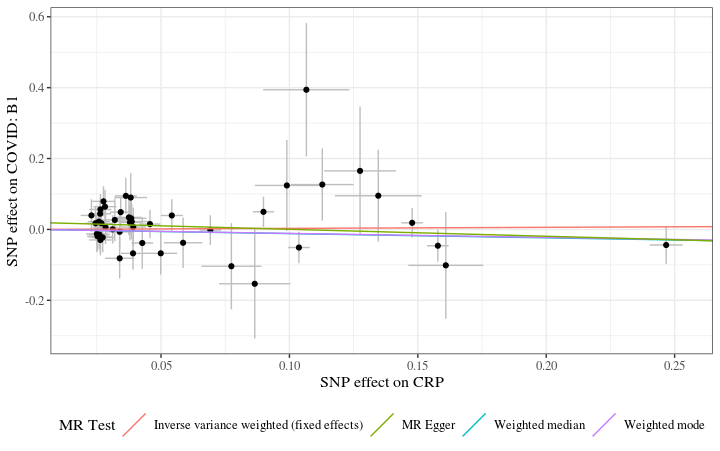 0.6
0.4
0.2
0.0
-0.2
SNP effect on COVID: B1
0.05
0.10
0.15
0.20
0.25
SNP effect on CRP
MR Test
Inverse variance weighted (fixed effects)
MR Egger
Weighted median
Weighted mode